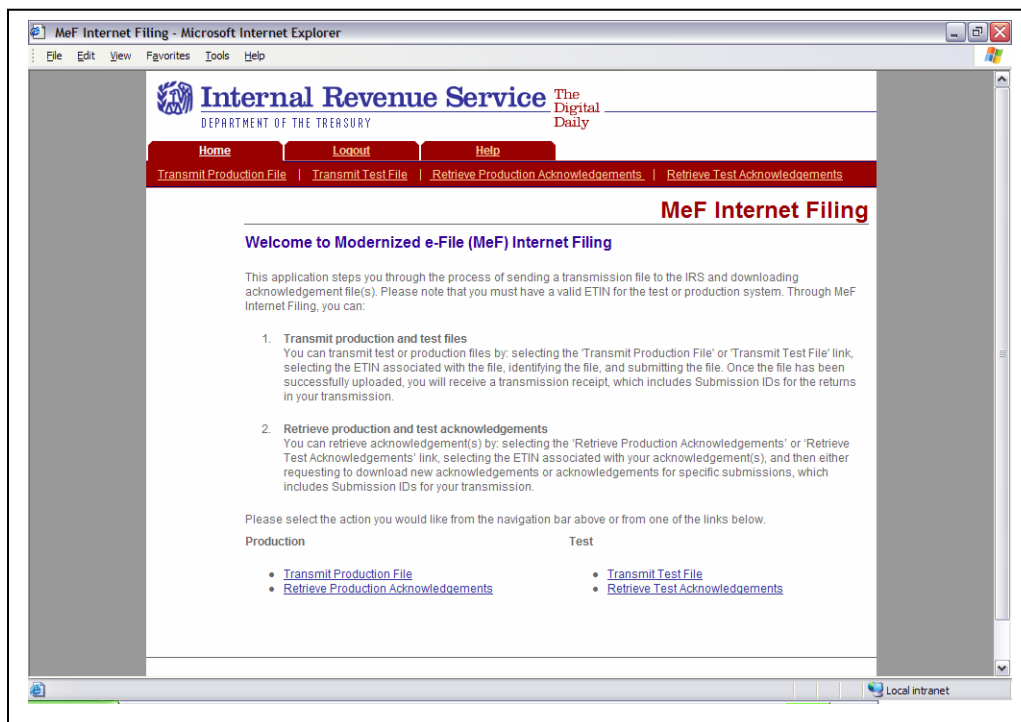 MeF Internet Filing - Microsoft Internet Explorer
File Edit View Favorites Tools Help
Internal Revenue Service The Digital Daily
DEPARTMENT OF THE TREASURY
Home Logout Help
Transmit Production File | Transmit Test File | Retrieve Production Acknowledgements | Retrieve Test Acknowledgements
MeF Internet Filing
Welcome to Modernized e-File (MeF) Internet Filing
This application steps you through the process of sending a transmission file to the IRS and downloading
acknowledgement file(s). Please note that you must have a valid ETIN for the test or production system. Through MeF
Internet Filing, you can:
1. Transmit production and test files
You can transmit test or production files by: selecting the 'Transmit Production File' or 'Transmit Test File' link,
selecting the ETIN associated with the file, identifying the file, and submitting the file. Once the file has been
successfully uploaded, you will receive a transmission receipt, which includes Submission IDs for the returns
in your transmission.
2. Retrieve production and test acknowledgements
You can retrieve acknowledgement(s) by: selecting the 'Retrieve Production Acknowledgements' or 'Retrieve
Test Acknowledgements' link, selecting the ETIN associated with your acknowledgement(s), and then either
requesting to download new acknowledgements or acknowledgements for specific submissions, which
includes Submission IDs for your transmission.
Please select the action you would like from the navigation bar above or from one of the links below.
Production Test
• Transmit Production File • Transmit Test File
• Retrieve Production Acknowledgements • Retrieve Test Acknowledgements
Local intranet